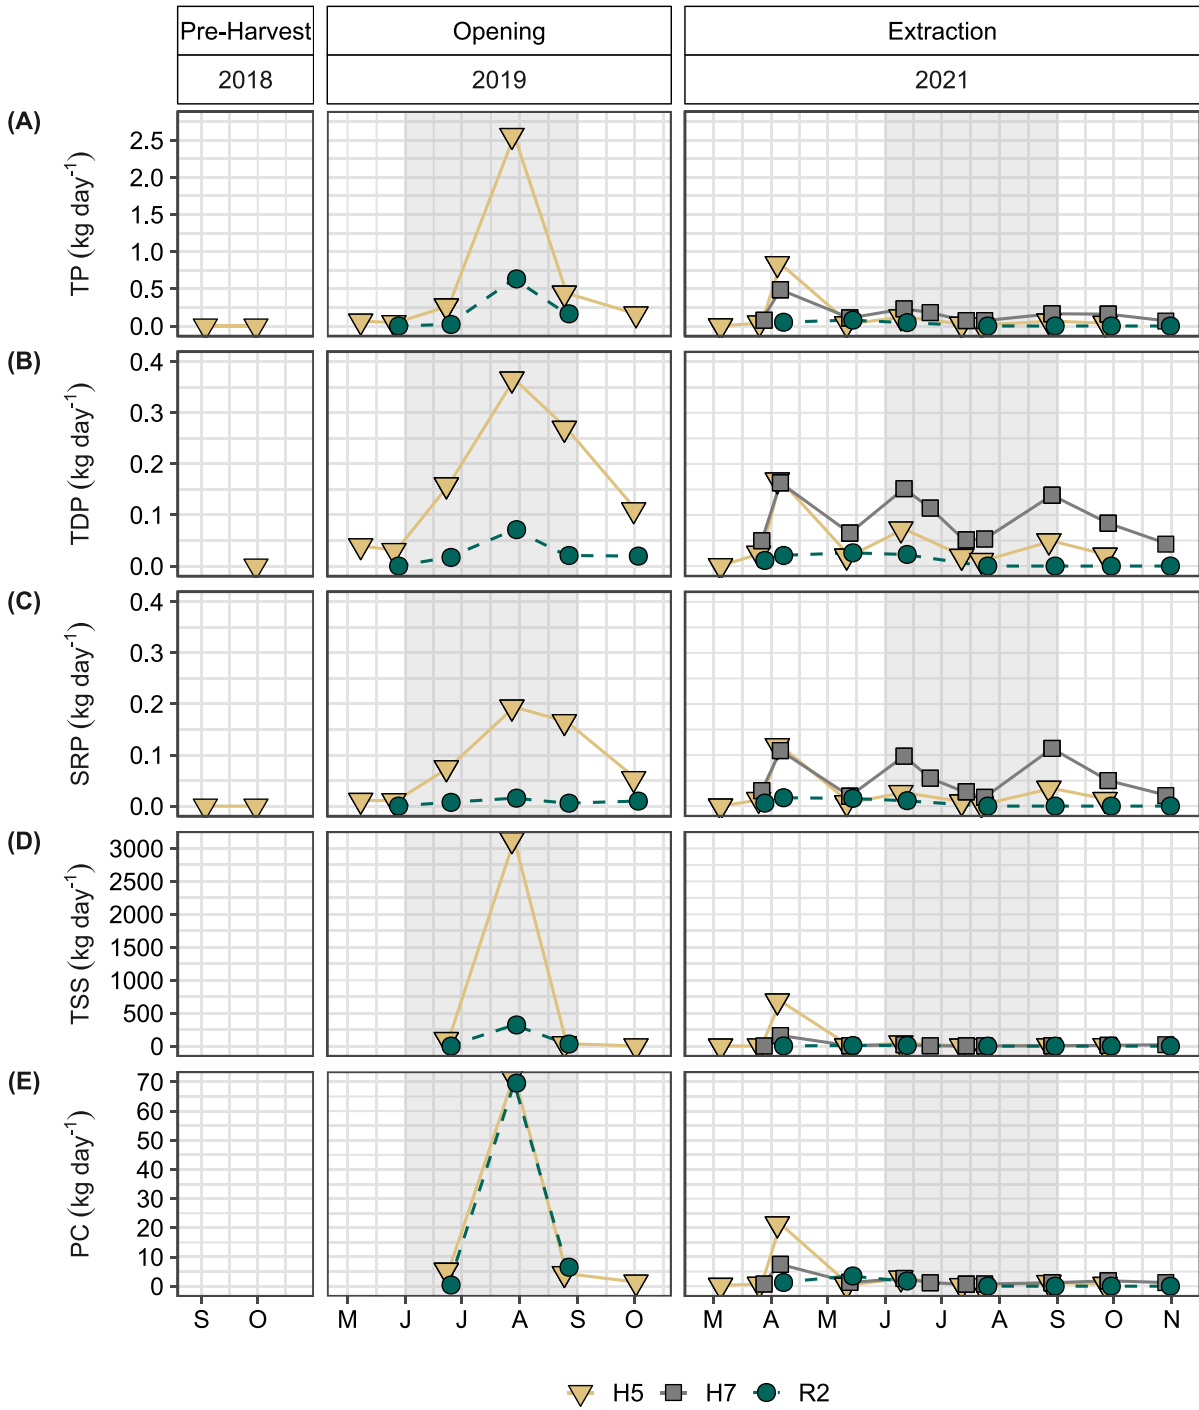 Pre-Harvest Opening Extraction
2018 2019 2021
(A)
TP (kg day-1)
2.5
2.0
1.5
1.0
0.5
0.0
(B)
TDP (kg day-1)
0.4
0.3
0.2
0.1
0.0
(C)
SRP (kg day-1)
0.4
0.3
0.2
0.1
0.0
(D)
TSS (kg day-1)
3000
2500
2000
1500
1000
500
0
(E)
PC (kg day-1)
70
60
50
40
30
20
10
0
S O M J J A S O M A M J J A S O N
H5 H7 R2